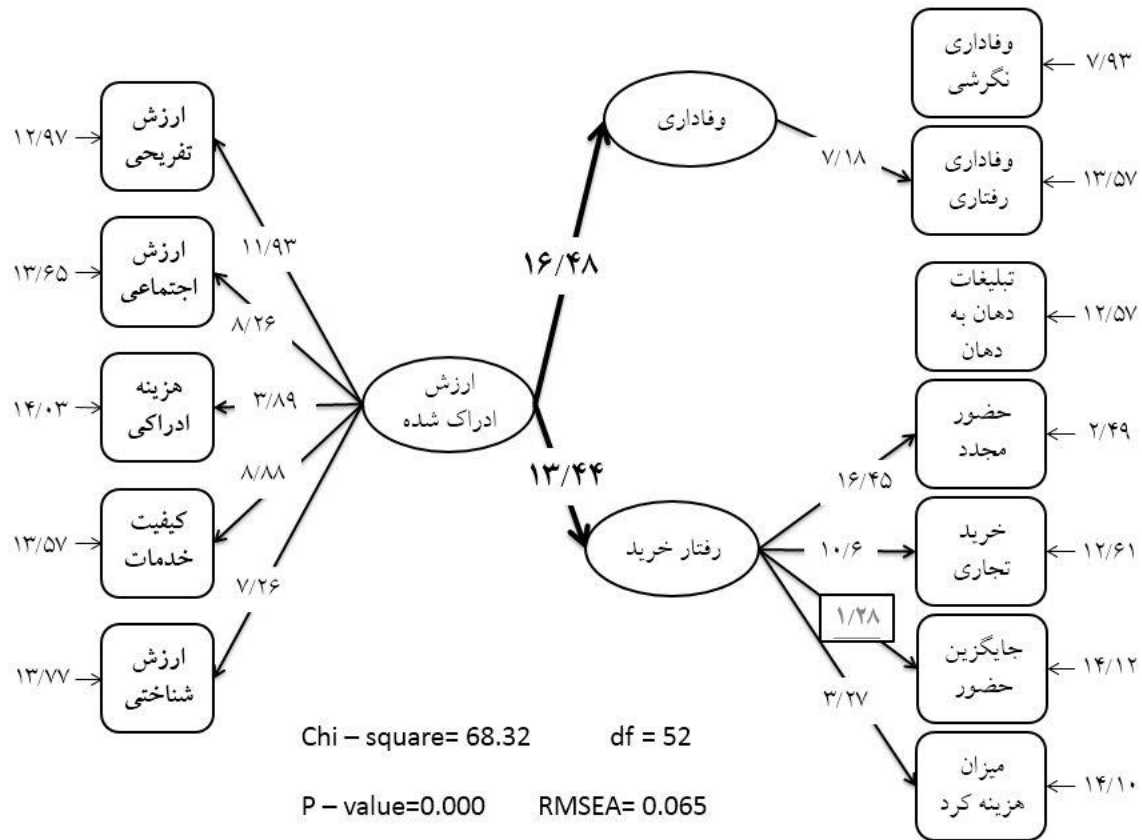 وفاداری
نگرشی
۷/۹۳
وفاداری
ارزش
تفریحی
۱۲/۹۷
۷/۱۸
وفاداری
رفتاری
۱۳/۵۷
۱۱/۹۳
۱۶/۴۸
ارزش
اجتماعی
۱۳/۶۵
۸/۲۶
تبلیغات
دهان به
دهان
۱۲/۵۷
هزینه
ادراکی
۱۴/۰۳
۳/۸۹
ارزش
ادراک شده
حضور
مجدد
۲/۴۹
۱۳/۴۴
۱۶/۴۵
۸/۸۸
کیفیت
خدمات
۱۳/۵۷
رفتار خرید
۱۰/۶
خرید
تجاری
۱۲/۶۱
۷/۲۶
۱/۲۸
جایگزین
حضور
۱۴/۱۲
ارزش
شناختی
۱۳/۷۷
۳/۲۷
میزان
هزینه کرد
۱۴/۱۰
Chi – square= 68.32 df = 52
P – value=0.000 RMSEA= 0.065